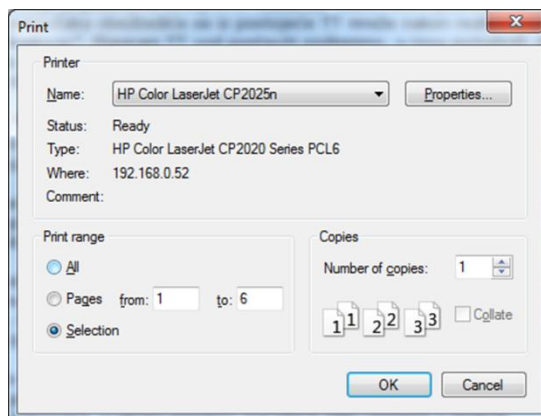 Print
Printer
Name: HP Color LaserJet CP2025n Properties...
Status: Ready
Type: HP Color LaserJet CP2020 Series PCL6
Where: 192.168.0.52
Comment:
Print range
All
Pages from: 1 to: 6
Selection
Copies
Number of copies: 1
1 1 2 2 3 3 Collate
OK Cancel